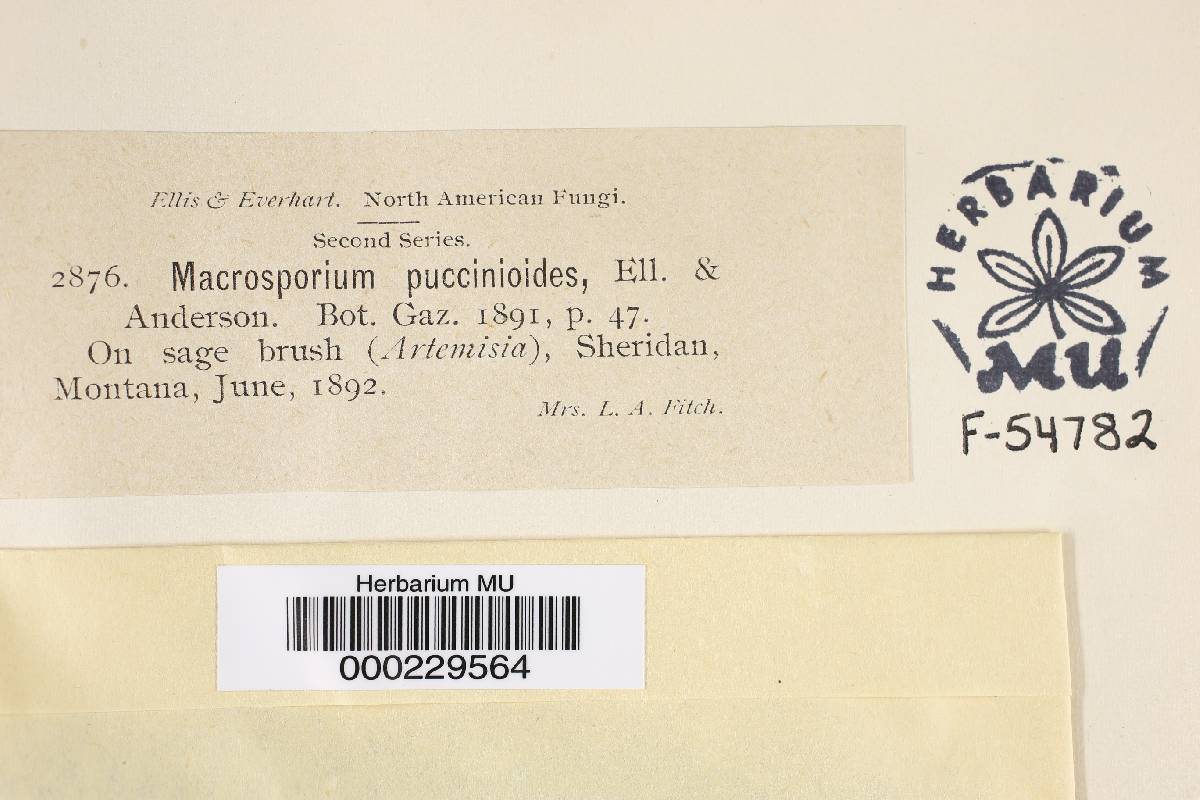 Ellis & Everhart. North American Fungi.
Second Series.
2876. Macrosporium puccinioides, Ell. &
Anderson. Bot. Gaz. 1891, p. 47.
On sage brush (Artemisia), Sheridan,
Montana, June, 1892.
Mrs. L. A. Fitch.
HERBARIUM
MU
F-54782
Herbarium MU
000229564